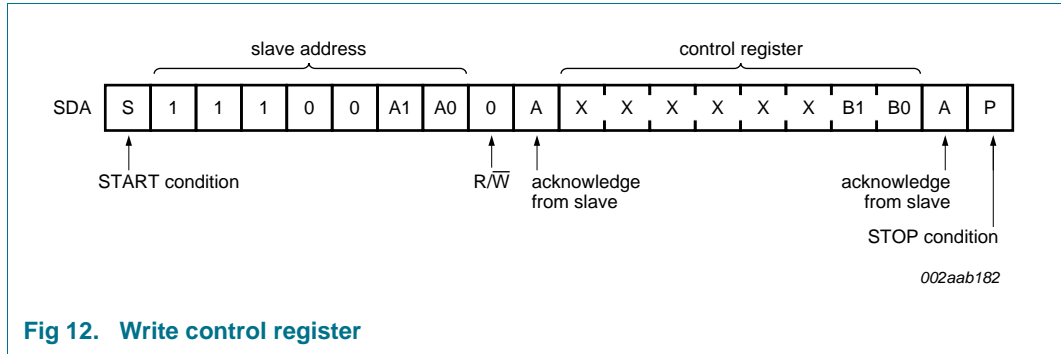 slave address control register
SDA S 1 1 1 0 0 A1 A0 0 A X X X X X X B1 B0 A P
START condition R/W̅ acknowledge from slave acknowledge from slave
STOP condition
002aab182
Fig 12. Write control register